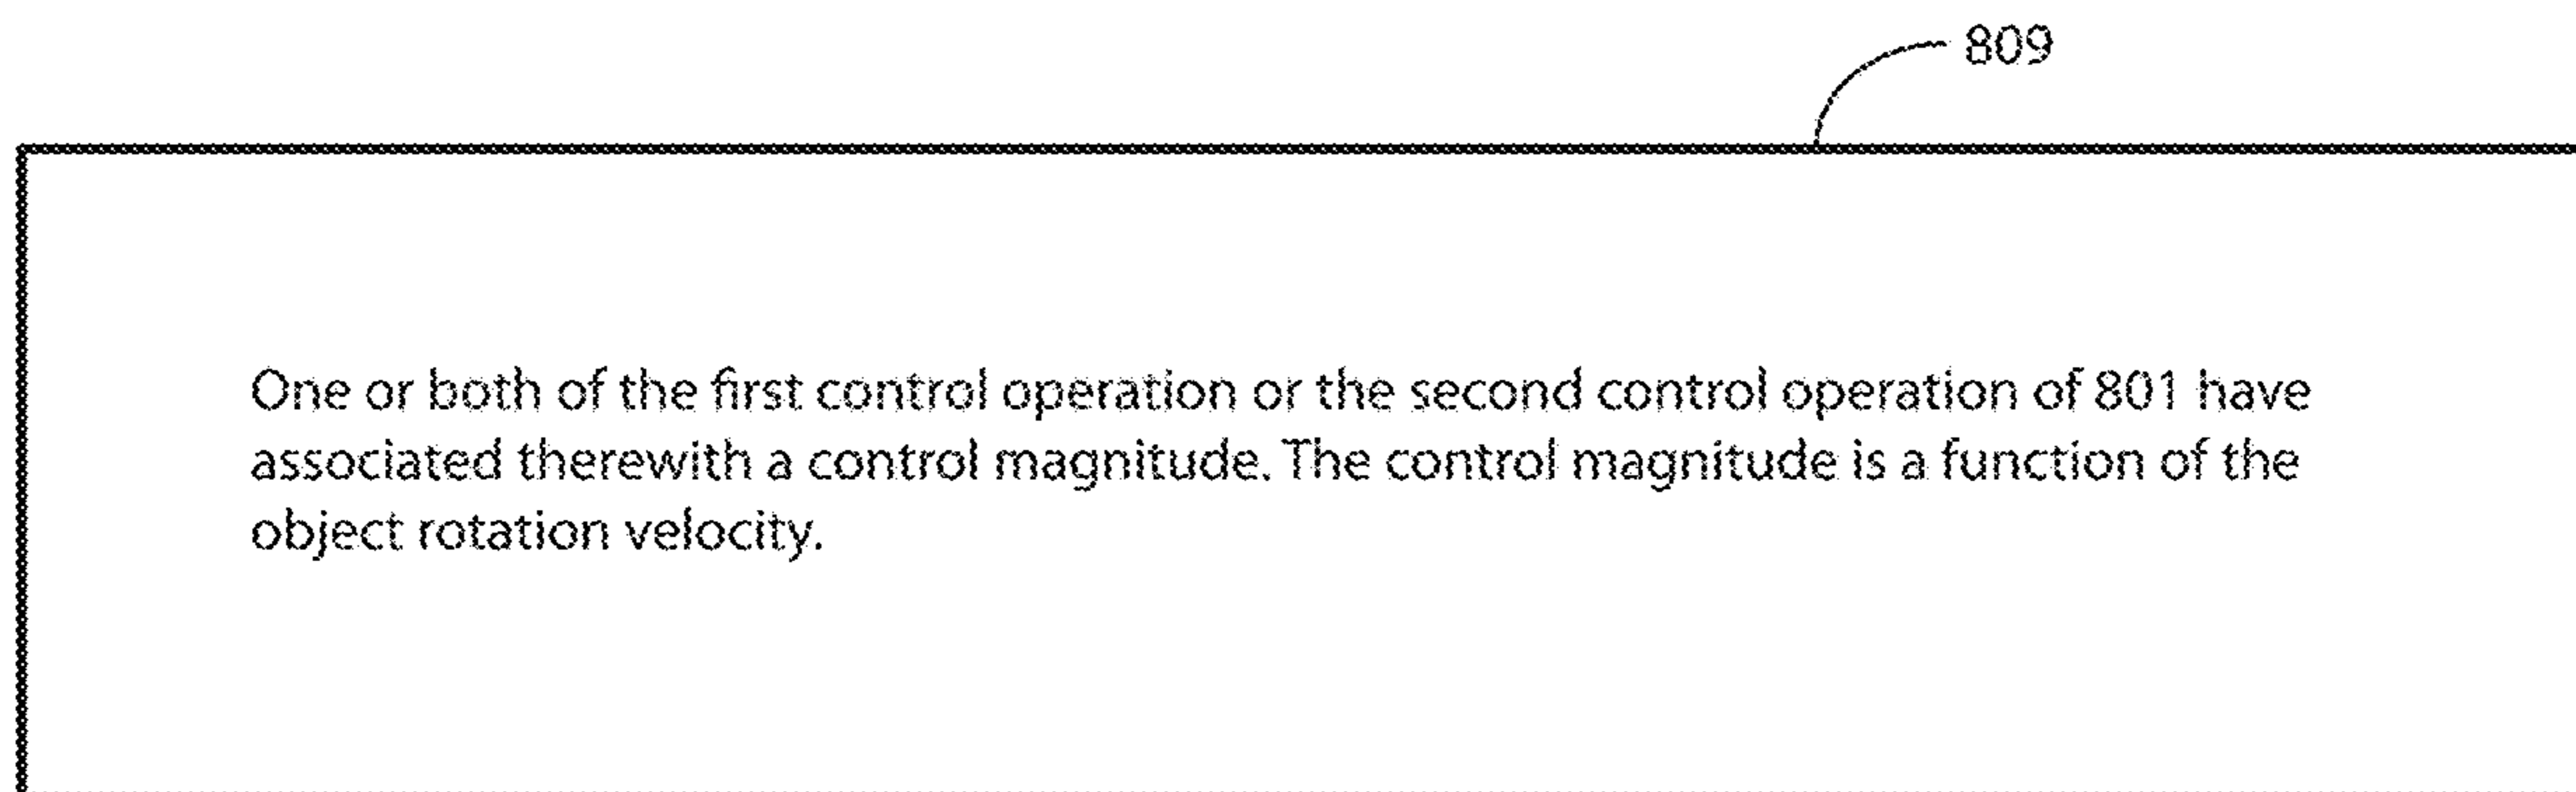 809
One or both of the first control operation or the second control operation of 801 have
associated therewith a control magnitude. The control magnitude is a function of the
object rotation velocity.